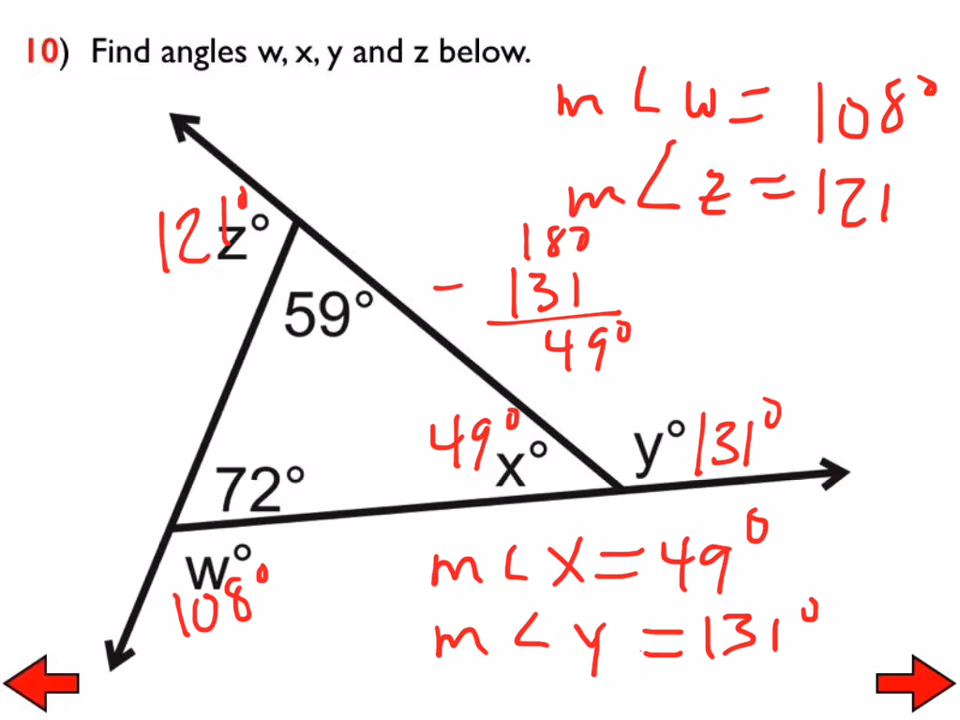 10) Find angles w, x, y and z below.
m∠w = 108°
m∠z = 121
121°
z°
180
- 131
49°
59°
49°
x°
y°
131°
72°
w°
108°
m∠x = 49°
m∠y = 131°